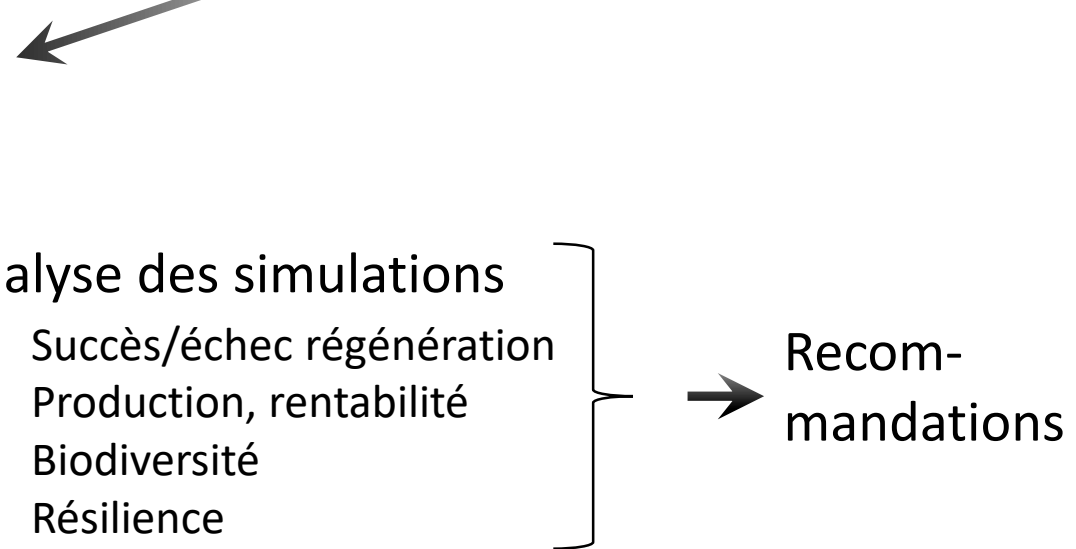 alyse des simulations
Succès/échec régénération
Production, rentabilité
Biodiversité
Résilience
Recom-
mandations